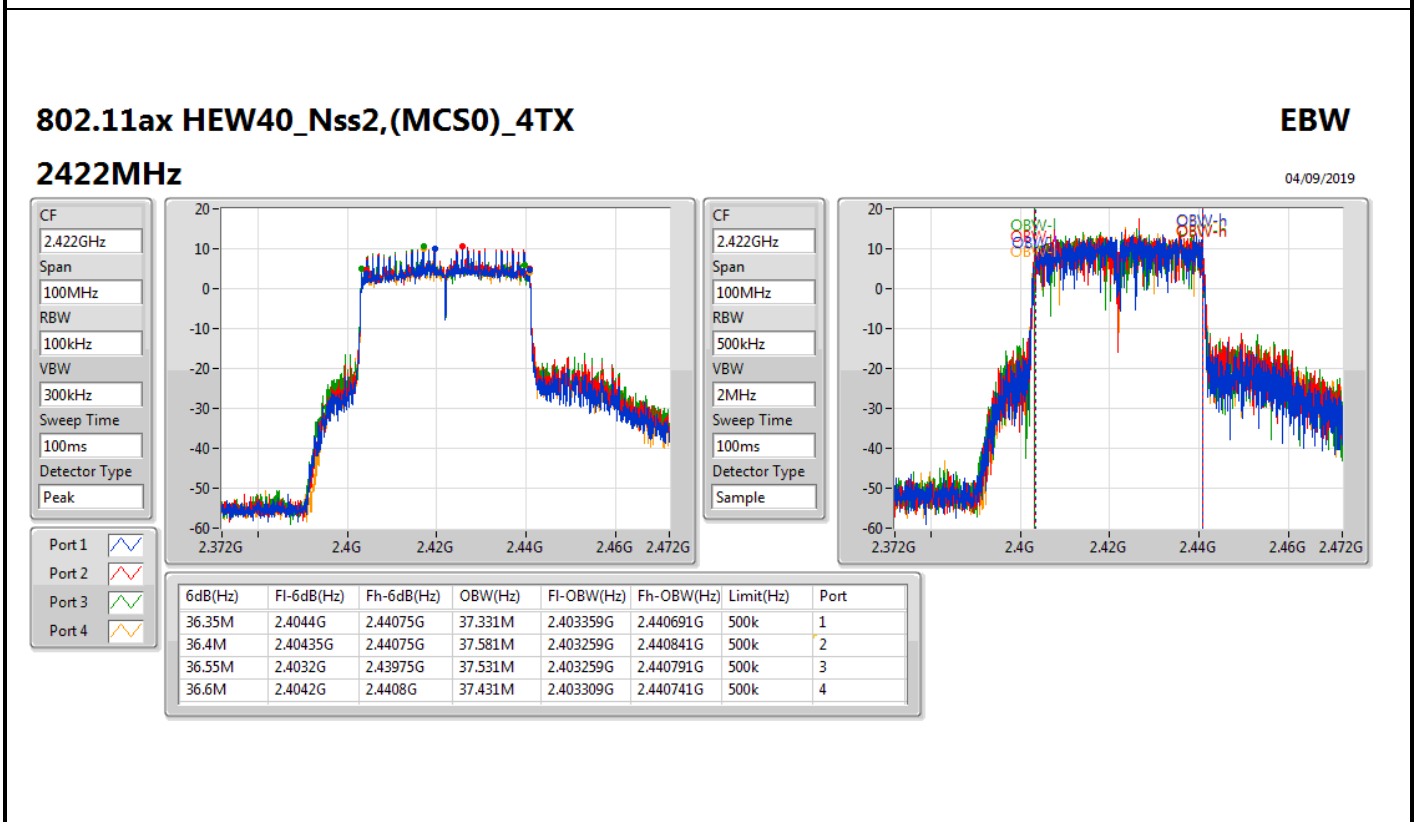 802.11ax HEW40_Nss2,(MCS0)_4TX
EBW
2422MHz
04/09/2019
CF
2.422GHz
Span
100MHz
RBW
100kHz
VBW
300kHz
Sweep Time
100ms
Detector Type
Peak
20
10
0
-10
-20
-30
-40
-50
-60
2.372G 2.4G 2.42G 2.44G 2.46G 2.472G
CF
2.422GHz
Span
100MHz
RBW
500kHz
VBW
2MHz
Sweep Time
100ms
Detector Type
Sample
20
10
0
-10
-20
-30
-40
-50
-60
OBW-l
OBW-h
OBW-h
2.372G 2.4G 2.42G 2.44G 2.46G 2.472G
Port 1
Port 2
Port 3
Port 4
6dB(Hz) Fl-6dB(Hz) Fh-6dB(Hz) OBW(Hz) Fl-OBW(Hz) Fh-OBW(Hz) Limit(Hz) Port
36.35M 2.4044G 2.44075G 37.331M 2.403359G 2.440691G 500k 1
36.4M 2.40435G 2.44075G 37.581M 2.403259G 2.440841G 500k 2
36.55M 2.4032G 2.43975G 37.531M 2.403259G 2.440791G 500k 3
36.6M 2.4042G 2.4408G 37.431M 2.403309G 2.440741G 500k 4